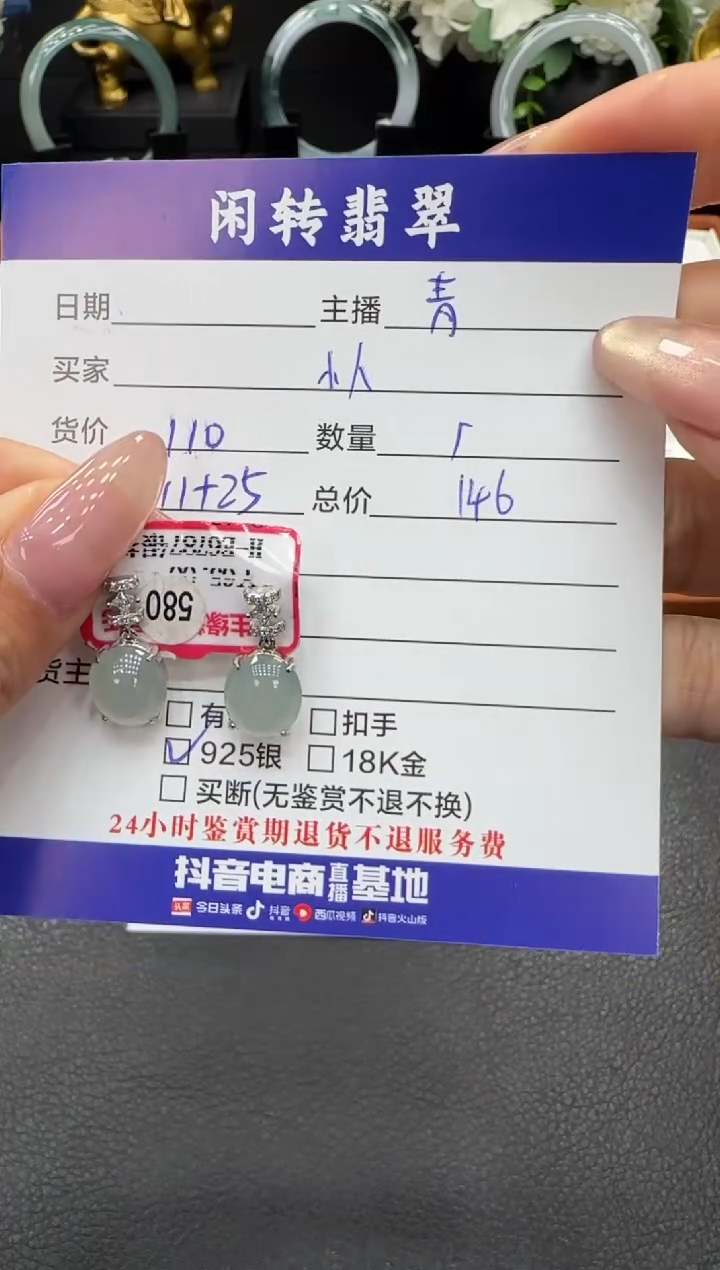 闲转翡翠
日期 主播 青
买家 小人
货价 110 数量 1
11+25 总价 146
580
货主
有 扣手
✓ 925银 18K金
买断(无鉴赏不退不换)
24小时鉴赏期退货不退服务费
抖音电商直播基地
头条 今日头条 抖音 西瓜视频 抖音火山版